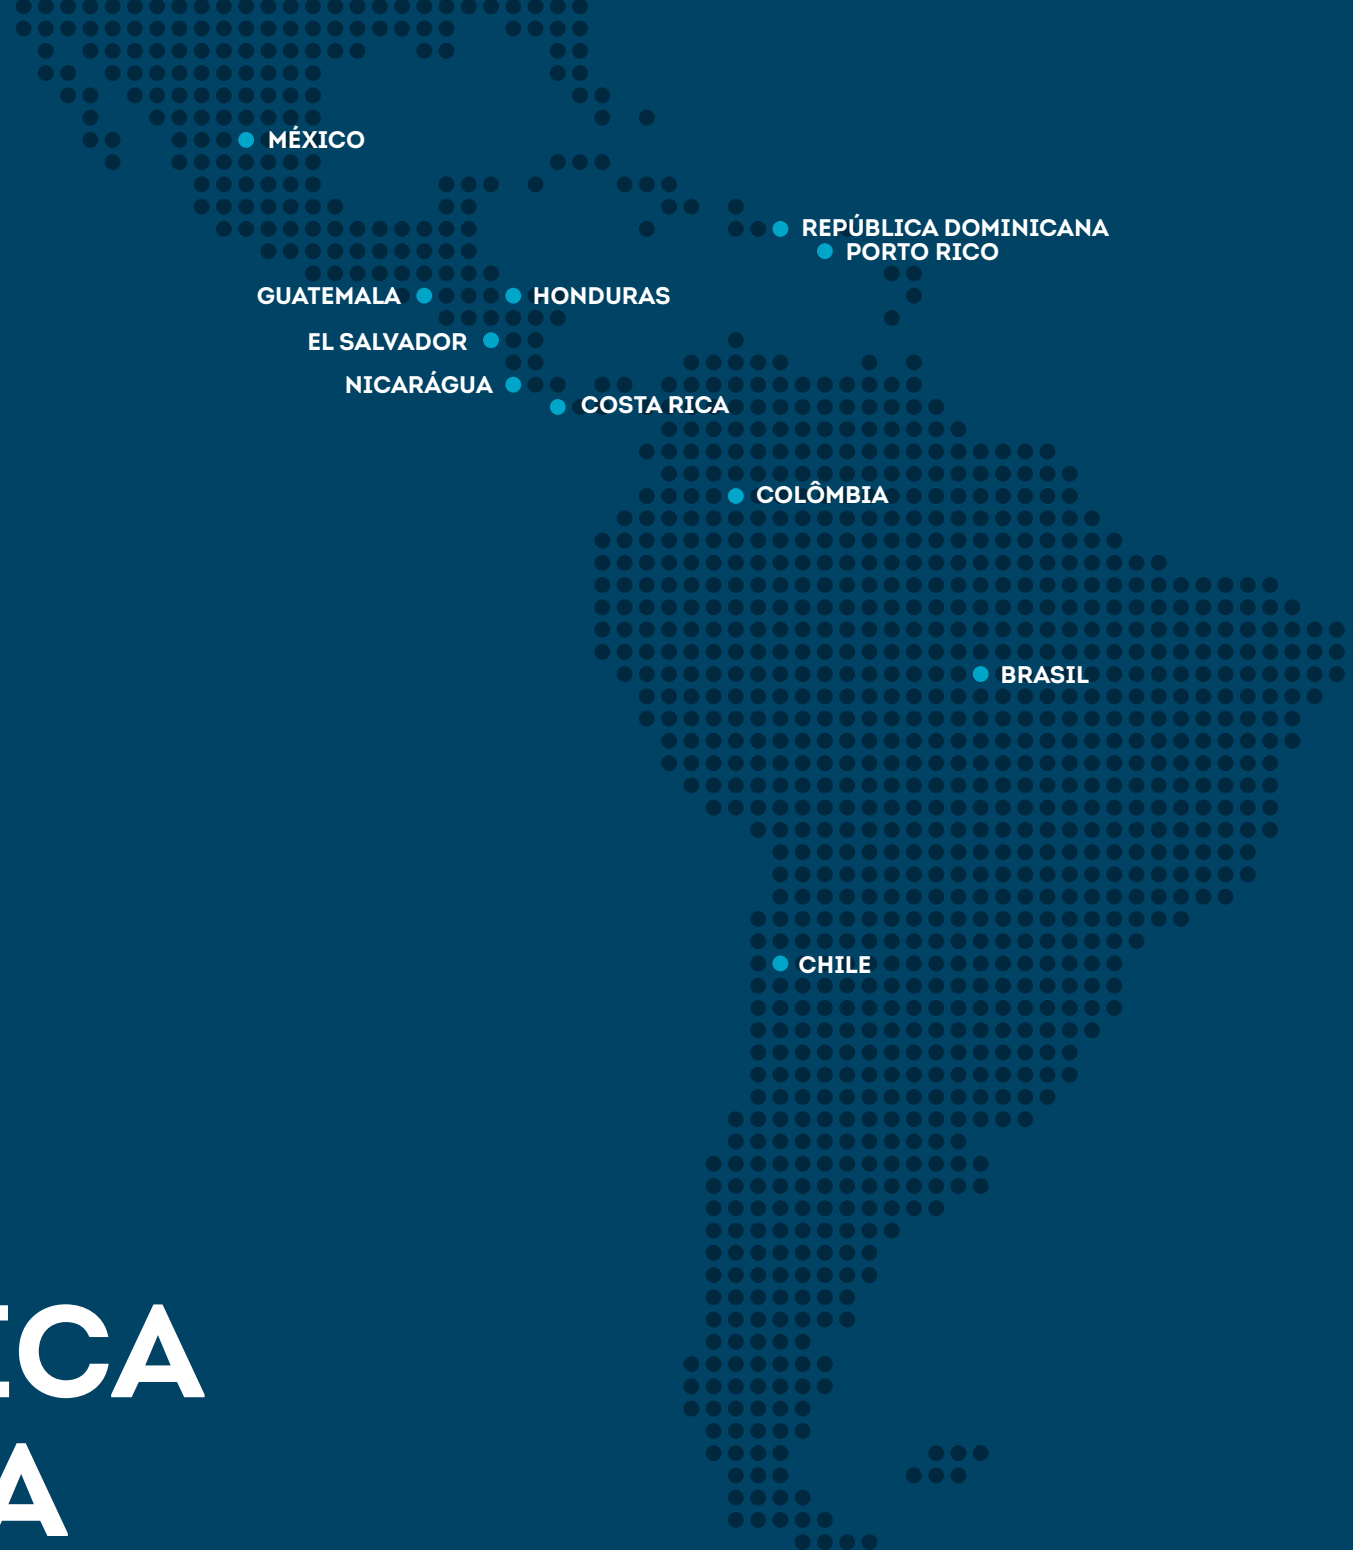 MÉXICO
REPÚBLICA DOMINICANA
PORTO RICO
GUATEMALA
HONDURAS
EL SALVADOR
NICARÁGUA
COSTA RICA
COLÔMBIA
BRASIL
CHILE